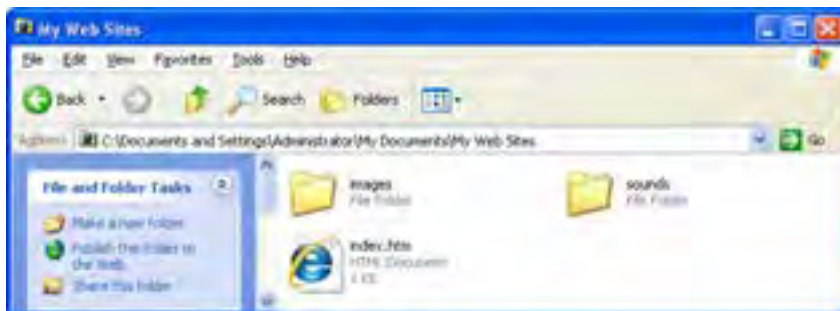 My Web Sites
File Edit View Favorites Tools Help
Back Search Folders
Address C:\Documents and Settings\Administrator\My Documents\My Web Sites Go
File and Folder Tasks
Make a new folder
Publish this folder to
the Web
Share this folder
images
File Folder
sounds
File Folder
index.htm
HTML Document
1 KB